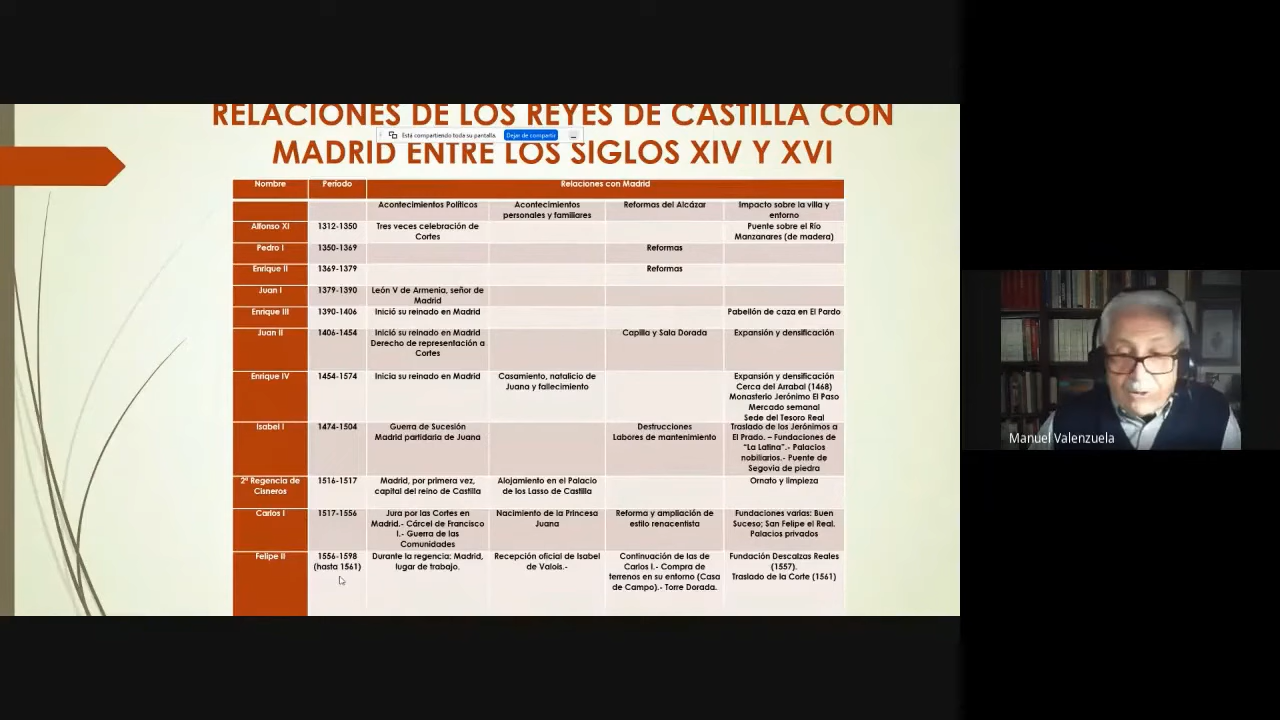 RELACIONES DE LOS REYES DE CASTILLA CON
Está compartiendo toda su pantalla.
Dejar de compartir
MADRID ENTRE LOS SIGLOS XIV Y XVI
Nombre Período Relaciones con Madrid
Acontecimientos Políticos Acontecimientos personales y familiares Reformas del Alcázar Impacto sobre la villa y entorno
Alfonso XI 1312-1350 Tres veces celebración de Cortes Puente sobre el Río Manzanares (de madera)
Pedro I 1350-1369 Reformas
Enrique II 1369-1379 Reformas
Juan I 1379-1390 León V de Armenia, señor de Madrid
Enrique III 1390-1406 Inició su reinado en Madrid Pabellón de caza en El Pardo
Juan II 1406-1454 Inició su reinado en Madrid Derecho de representación a Cortes Capilla y Sala Dorada Expansión y densificación
Enrique IV 1454-1574 Inicia su reinado en Madrid Casamiento, natalicio de Juana y fallecimiento Expansión y densificación Cerca del Arrabal (1468) Monasterio Jerónimo El Paso Mercado semanal Sede del Tesoro Real
Isabel I 1474-1504 Guerra de Sucesión Madrid partidaria de Juana Destrucciones Labores de mantenimiento Traslado de los Jerónimos a El Prado. – Fundaciones de "La Latina".- Palacios nobiliarios.- Puente de Segovia de piedra
2ª Regencia de Cisneros 1516-1517 Madrid, por primera vez, capital del reino de Castilla Alojamiento en el Palacio de los Lasso de Castilla Ornato y limpieza
Carlos I 1517-1556 Jura por las Cortes en Madrid.- Cárcel de Francisco I.- Guerra de las Comunidades Nacimiento de la Princesa Juana Reforma y ampliación de estilo renacentista Fundaciones varias: Buen Suceso; San Felipe el Real. Palacios privados
Felipe II 1556-1598 (hasta 1561) Durante la regencia: Madrid, lugar de trabajo. Recepción oficial de Isabel de Valois.- Continuación de las de Carlos I.- Compra de terrenos en su entorno (Casa de Campo).- Torre Dorada. Fundación Descalzas Reales (1557). Traslado de la Corte (1561)
Manuel Valenzuela